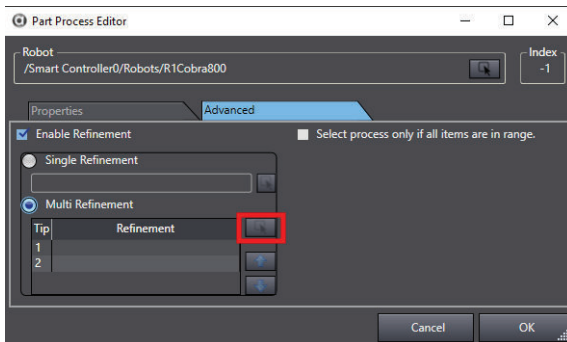 Part Process Editor
Robot
/Smart Controller0/Robots/R1Cobra800
Index
-1
Properties
Advanced
Enable Refinement
Select process only if all items are in range.
Single Refinement
Multi Refinement
Tip Refinement
1
2
Cancel
OK